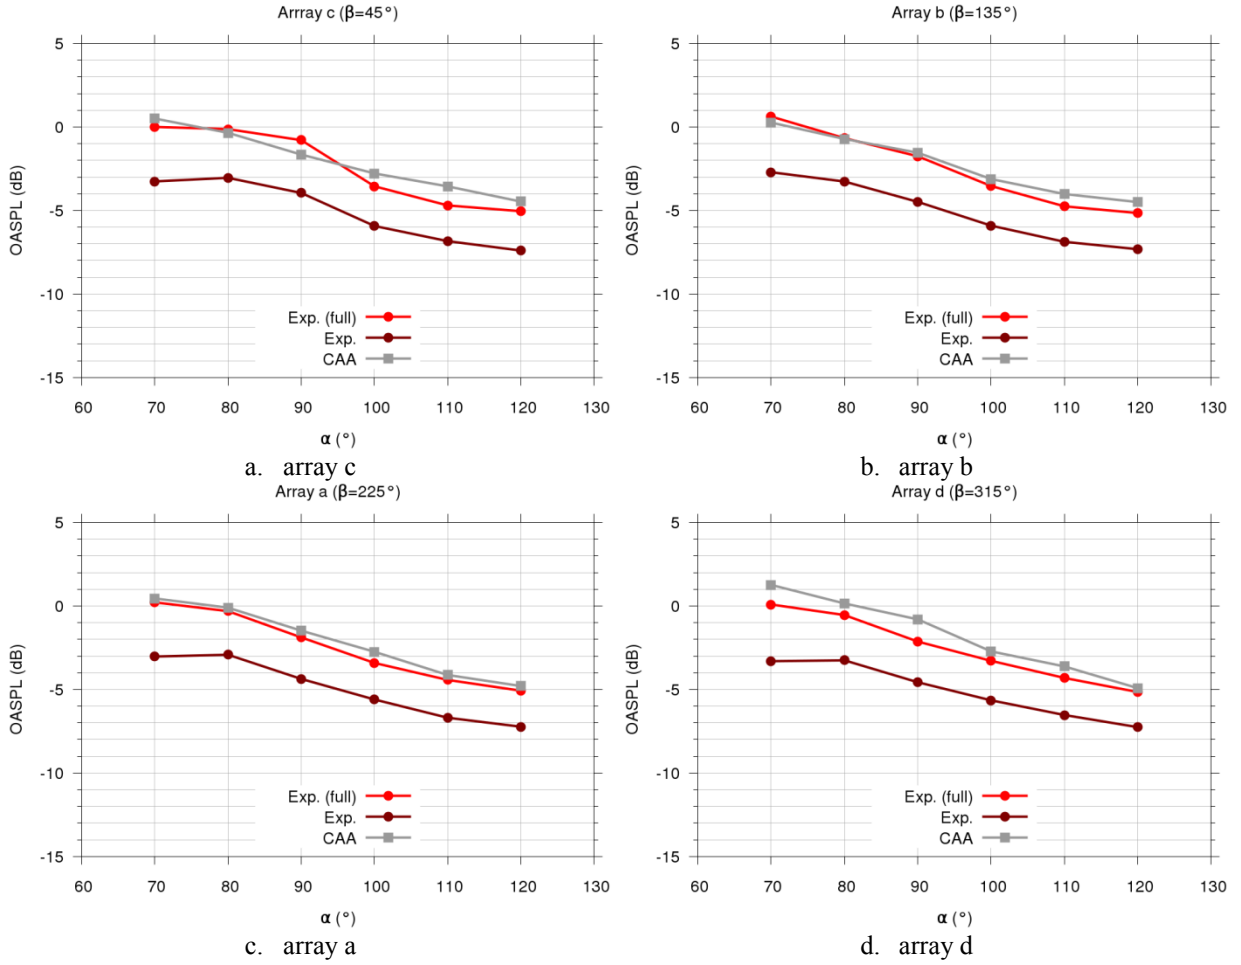 Arrray c (β=45°)
5
0
-5
-10
-15
OASPL (dB)
Exp. (full)
Exp.
CAA
60 70 80 90 100 110 120 130
α (°)
a. array c
Array b (β=135°)
5
0
-5
-10
-15
OASPL (dB)
Exp. (full)
Exp.
CAA
60 70 80 90 100 110 120 130
α (°)
b. array b
Array a (β=225°)
5
0
-5
-10
-15
OASPL (dB)
Exp. (full)
Exp.
CAA
60 70 80 90 100 110 120 130
α (°)
c. array a
Array d (β=315°)
5
0
-5
-10
-15
OASPL (dB)
Exp. (full)
Exp.
CAA
60 70 80 90 100 110 120 130
α (°)
d. array d